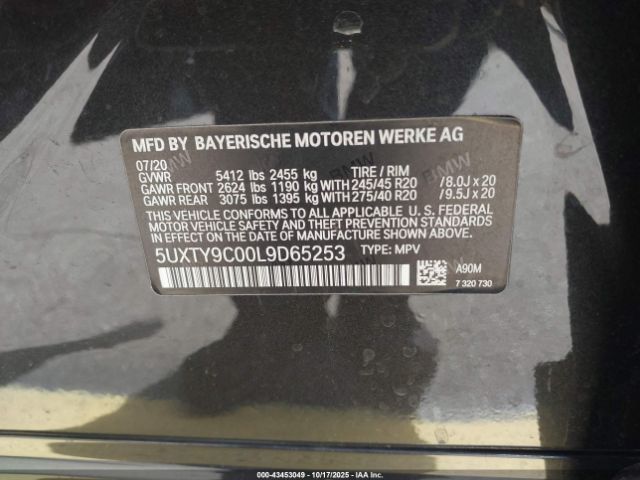 MFD BY BAYERISCHE MOTOREN WERKE AG
07/20
GVWR 5412 lbs 2455 kg TIRE / RIM
GAWR FRONT 2624 lbs 1190 kg WITH 245/45 R20 /8.0J x 20
GAWR REAR 3075 lbs 1395 kg WITH 275/40 R20 /9.5J x 20
THIS VEHICLE CONFORMS TO ALL APPLICABLE U. S. FEDERAL
MOTOR VEHICLE SAFETY AND THEFT PREVENTION STANDARDS
IN EFFECT ON THE DATE OF MANUFACTURE SHOWN ABOVE.
5UXTY9C00L9D65253 TYPE: MPV
A90M
7 320 730
000-43453049 - 10/17/2025 - COPYRIGHT IAA, LLC.